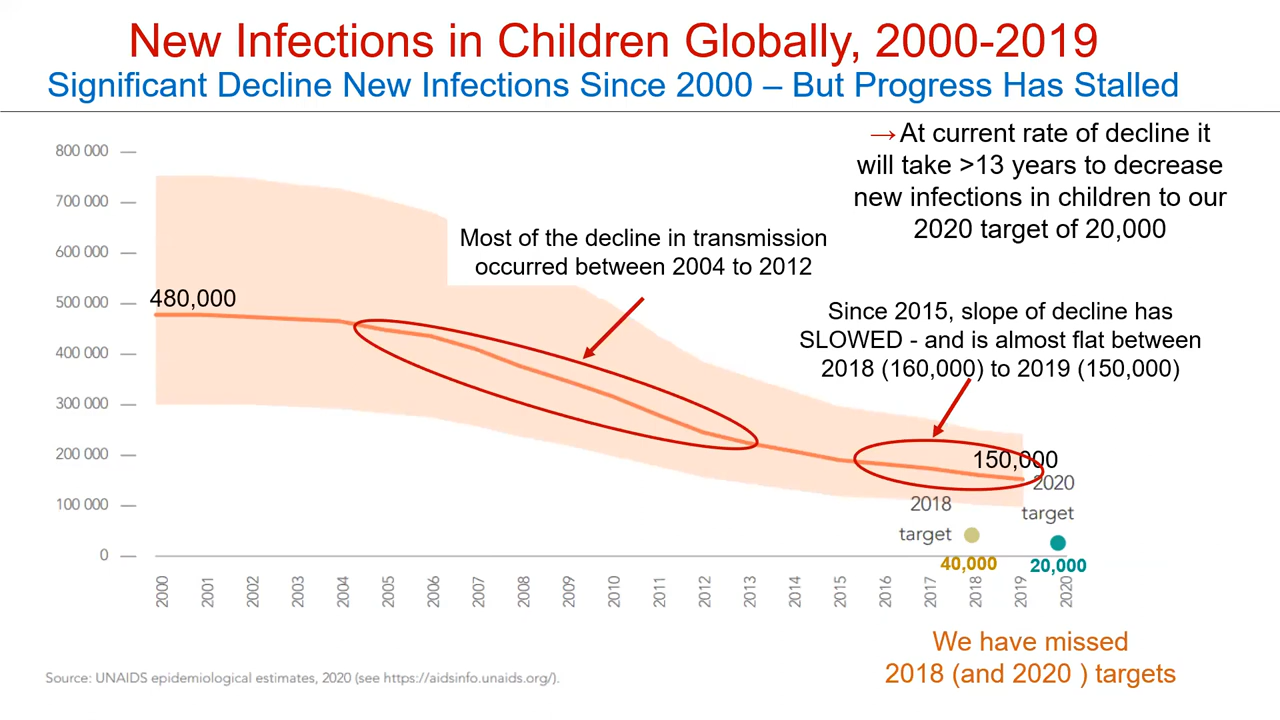 New Infections in Children Globally, 2000-2019
Significant Decline New Infections Since 2000 – But Progress Has Stalled
→At current rate of decline it
will take >13 years to decrease
new infections in children to our
2020 target of 20,000
800 000
700 000
600 000
500 000
400 000
300 000
200 000
100 000
0
480,000
Most of the decline in transmission
occurred between 2004 to 2012
Since 2015, slope of decline has
SLOWED - and is almost flat between
2018 (160,000) to 2019 (150,000)
150,000
2018
target
40,000
2020
target
20,000
2000
2001
2002
2003
2004
2005
2006
2007
2008
2009
2010
2011
2012
2013
2014
2015
2016
2017
2018
2019
2020
We have missed
2018 (and 2020 ) targets
Source: UNAIDS epidemiological estimates, 2020 (see https://aidsinfo.unaids.org/).